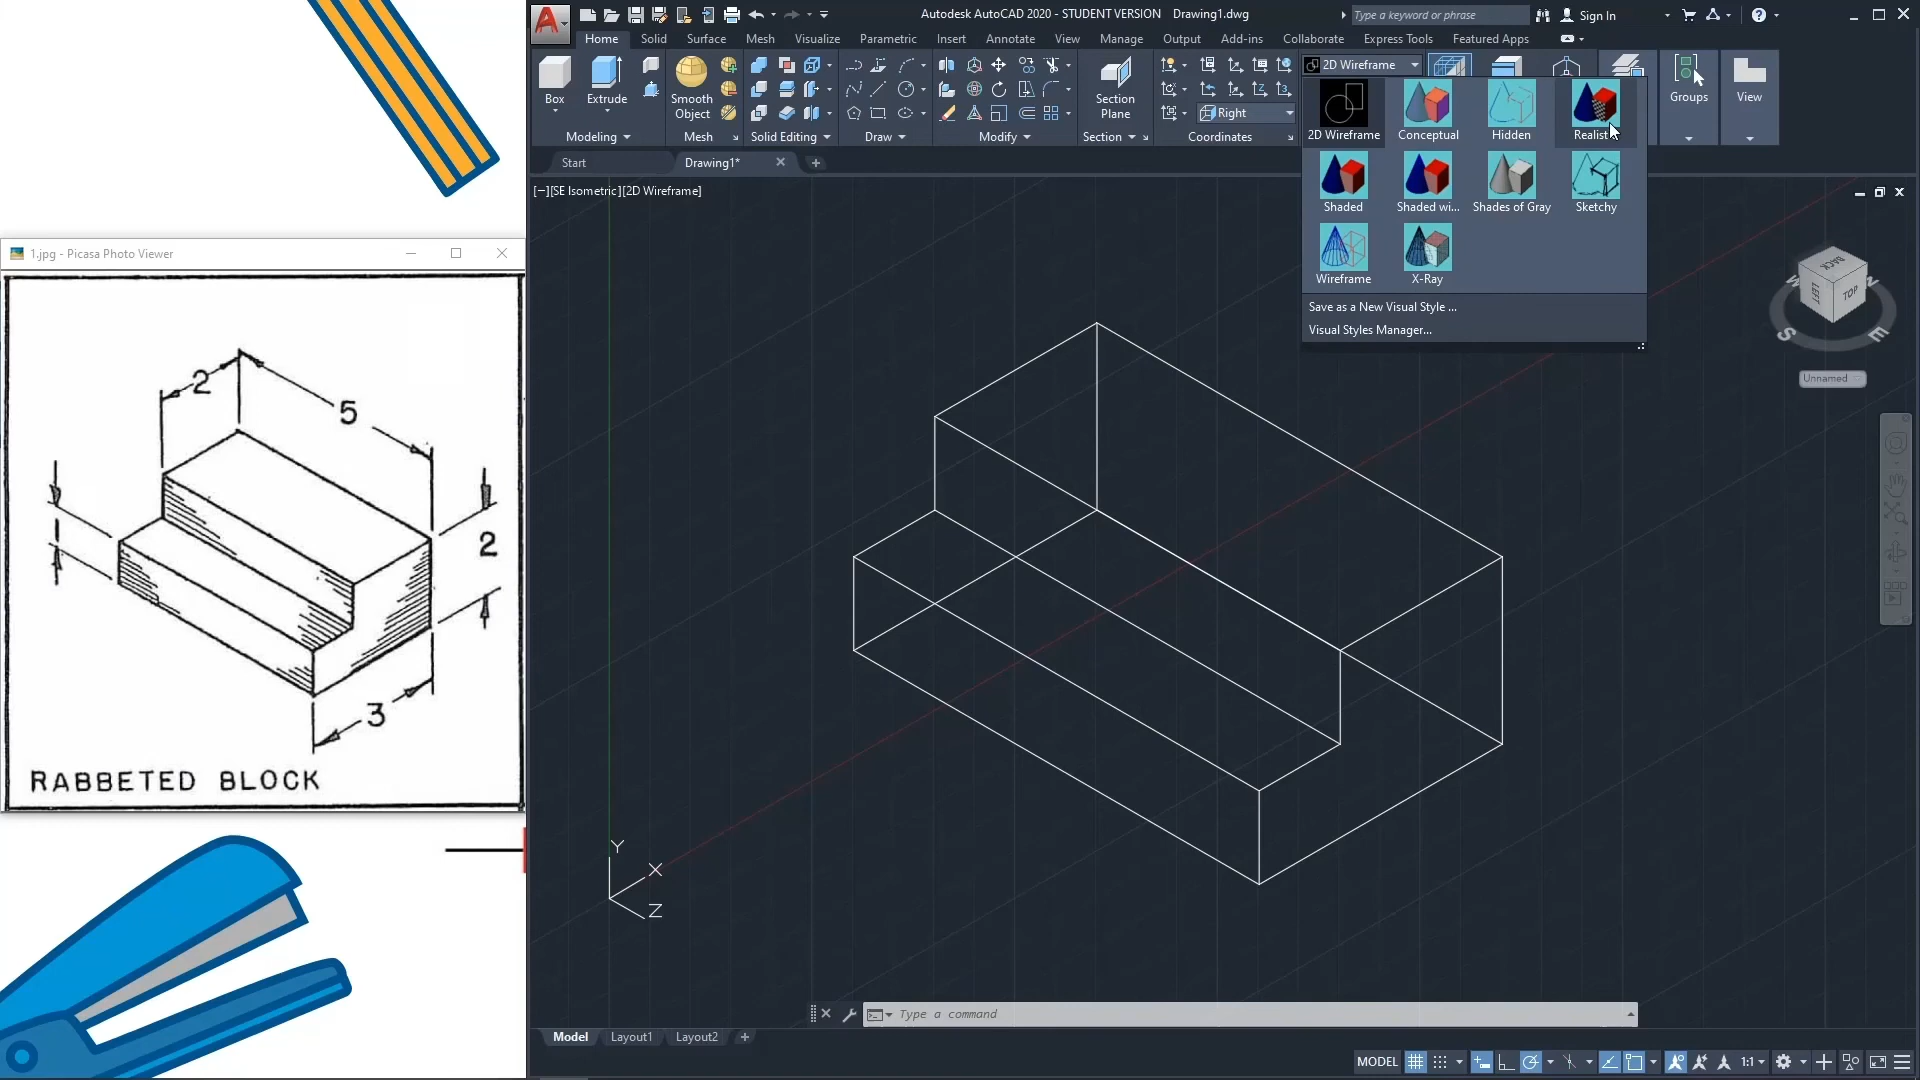 Autodesk AutoCAD 2020 - STUDENT VERSION Drawing1.dwg
Type a keyword or phrase
Sign In
Home Solid Surface Mesh Visualize Parametric Insert Annotate View Manage Output Add-ins Collaborate Express Tools Featured Apps
2D Wireframe
Box
Extrude
Smooth
Object
Section
Plane
Right
Groups
View
Modeling
Mesh
Solid Editing
Draw
Modify
Section
Coordinates
2D Wireframe
Conceptual
Hidden
Realist
Shaded
Shaded wi...
Shades of Gray
Sketchy
Wireframe
X-Ray
Save as a New Visual Style ...
Visual Styles Manager...
Start
Drawing1*
[−][SE Isometric][2D Wireframe]
BACK
LEFT
TOP
S
E
Unnamed
1.jpg - Picasa Photo Viewer
2
5
2
3
RABBETED BLOCK
Y
X
Z
Type a command
Model
Layout1
Layout2
MODEL
1:1